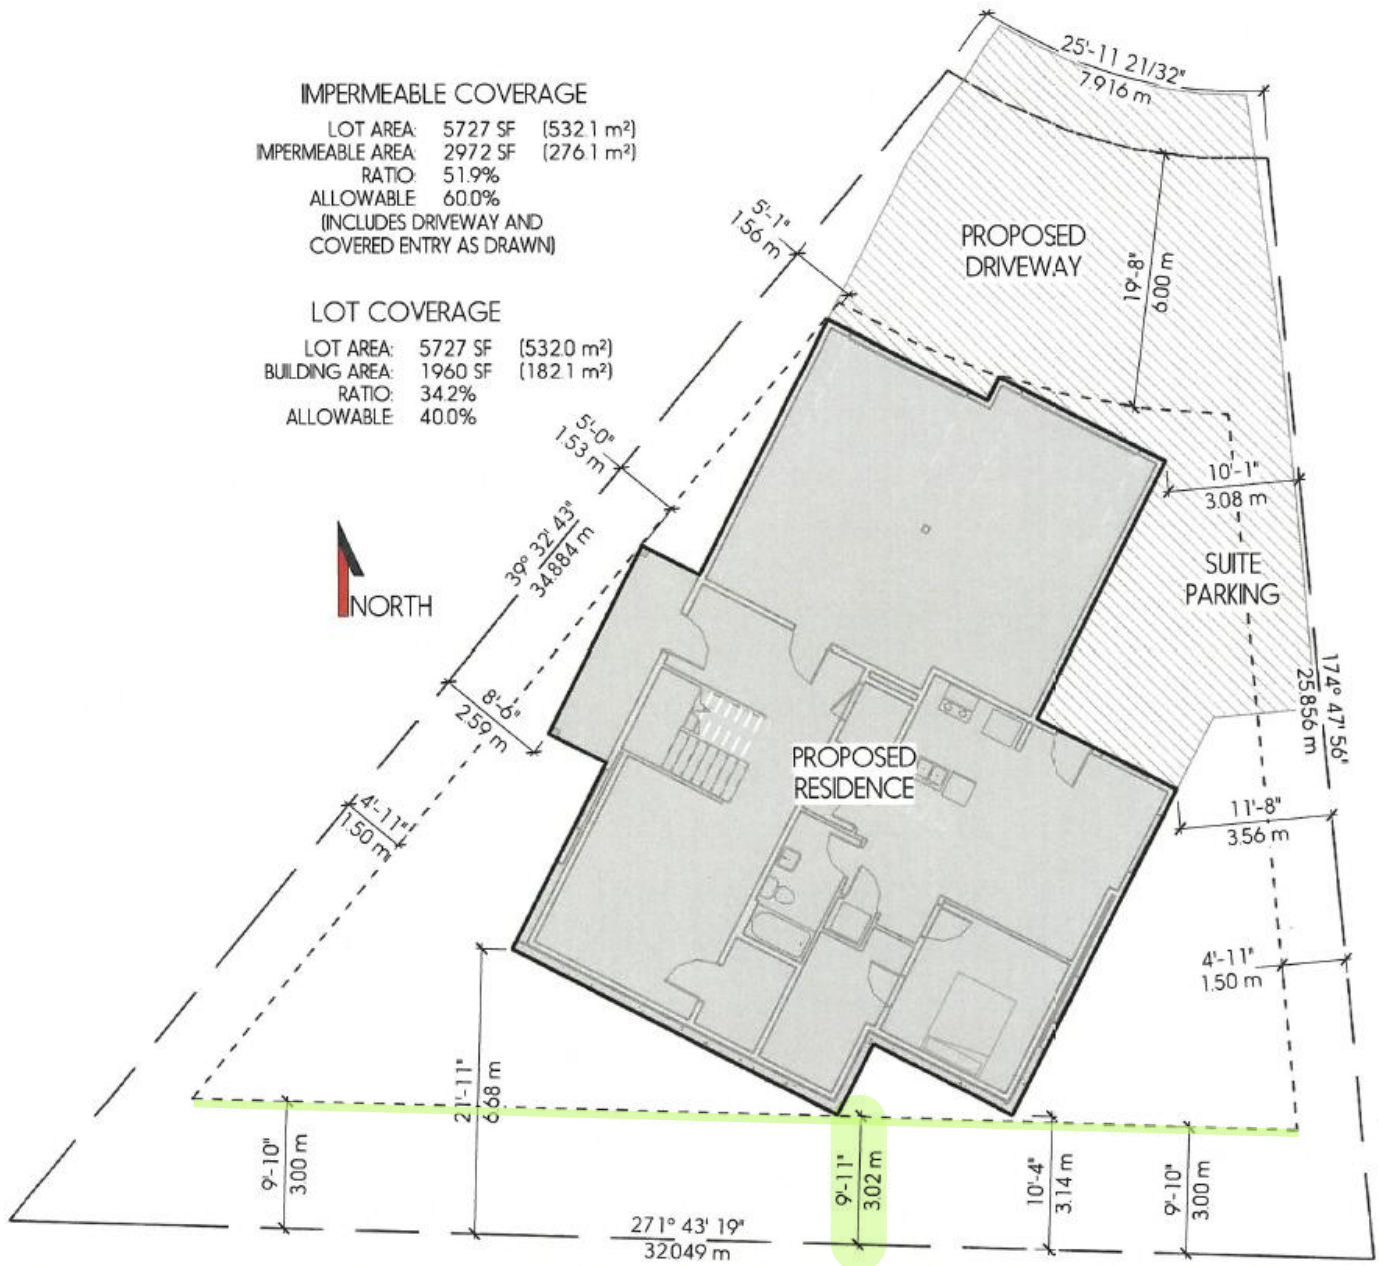 25'-11 21/32"
7.916 m
IMPERMEABLE COVERAGE
LOT AREA: 5727 SF (532.1 m²)
IMPERMEABLE AREA: 2972 SF (276.1 m²)
RATIO: 51.9%
ALLOWABLE 60.0%
(INCLUDES DRIVEWAY AND
COVERED ENTRY AS DRAWN)
5'-1"
1.56 m
PROPOSED
DRIVEWAY
19'-8"
6.00 m
LOT COVERAGE
LOT AREA: 5727 SF (532.0 m²)
BUILDING AREA: 1960 SF (182.1 m²)
RATIO: 34.2%
ALLOWABLE 40.0%
5'-0"
1.53 m
10'-1"
3.08 m
39° 32' 43"
34.884 m
SUITE
PARKING
NORTH
174° 47' 56"
25.856 m
8'-6"
2.59 m
PROPOSED
RESIDENCE
4'-11"
1.50 m
11'-8"
3.56 m
4'-11"
1.50 m
21'-11"
6.68 m
9'-10"
3.00 m
9'-11"
3.02 m
10'-4"
3.14 m
9'-10"
3.00 m
271° 43' 19"
32.049 m